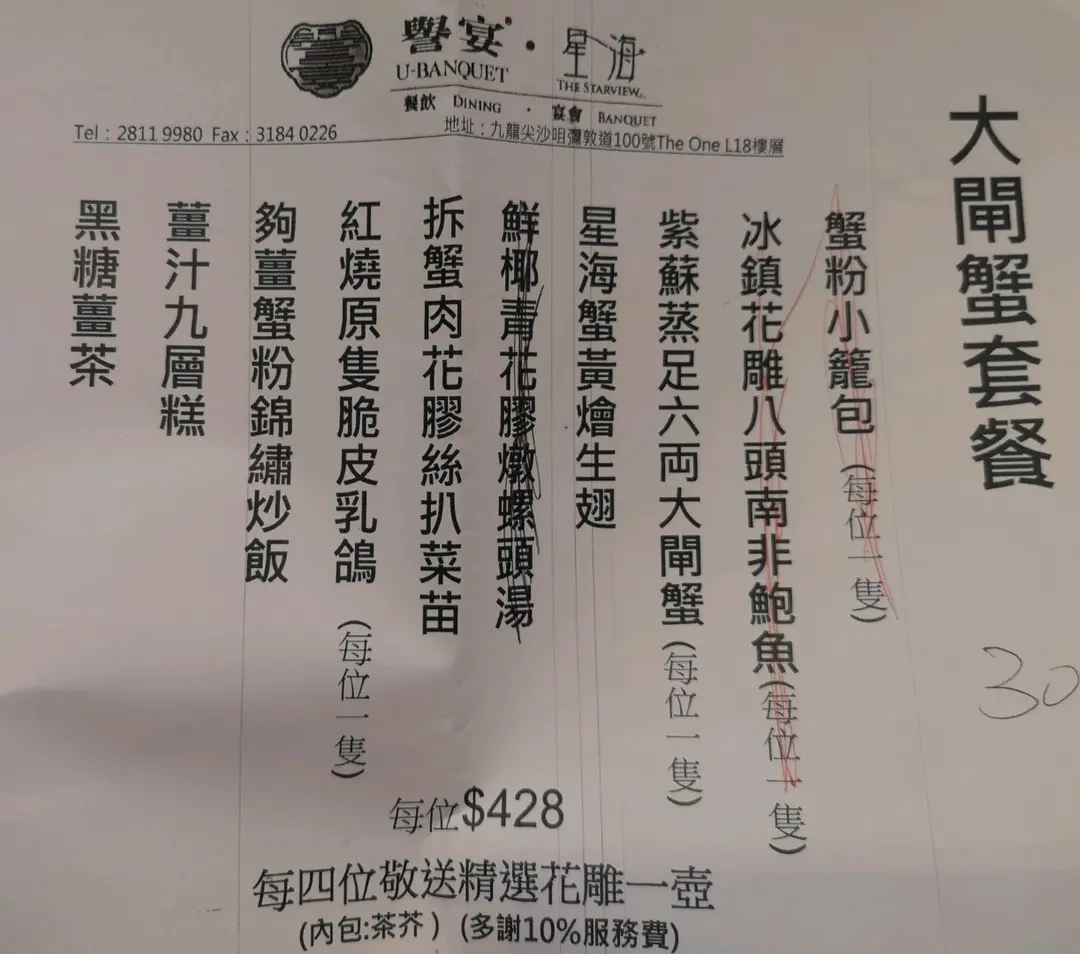 譽宴・星海
U-BANQUET THE STARVIEW
餐飲 DINING ・ 宴會 BANQUET
Tel : 2811 9980 Fax : 3184 0226 地址:九龍尖沙咀彌敦道100號The One L18樓層
大閘蟹套餐
蟹粉小籠包(每位一隻)
冰鎮花雕八頭南非鮑魚(每位一隻)
紫蘇蒸足六両大閘蟹(每位一隻)
星海蟹黃燴生翅
鮮椰青花膠燉螺頭湯
拆蟹肉花膠絲扒菜苗
紅燒原隻脆皮乳鴿(每位一隻)
夠薑蟹粉錦繡炒飯
薑汁九層糕
黑糖薑茶
30
每位$428
每四位敬送精選花雕一壺
(內包:茶芥)(多謝10%服務費)